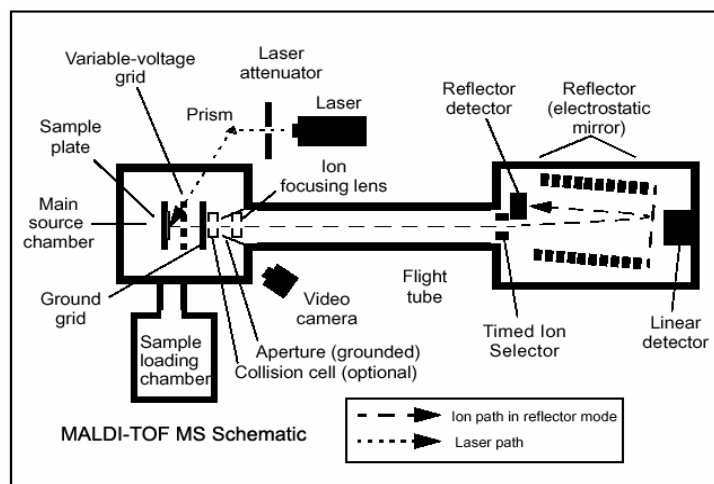 Variable-voltage
grid
Laser
attenuator
Prism
Laser
Reflector
detector
Reflector
(electrostatic
mirror)
Sample
plate
Ion
focusing lens
Main
source
chamber
Ground
grid
Video
camera
Flight
tube
Timed Ion
Selector
Linear
detector
Sample
loading
chamber
Aperture (grounded)
Collision cell (optional)
MALDI-TOF MS Schematic
Ion path in reflector mode
Laser path